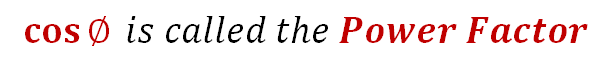 cos ∅ is called the Power Factor